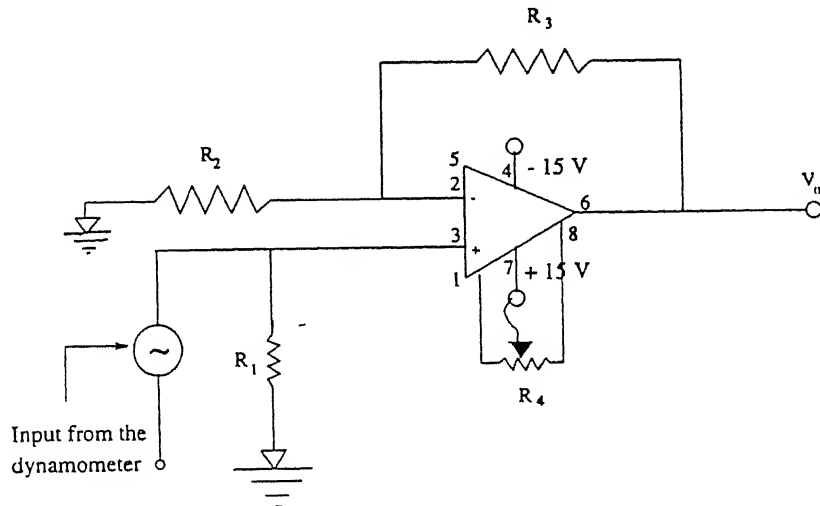 R3
R2
5
4
- 15 V
2
-
6
3
+
8
1
7
+ 15 V
~
R1
R4
Input from the
dynamometer